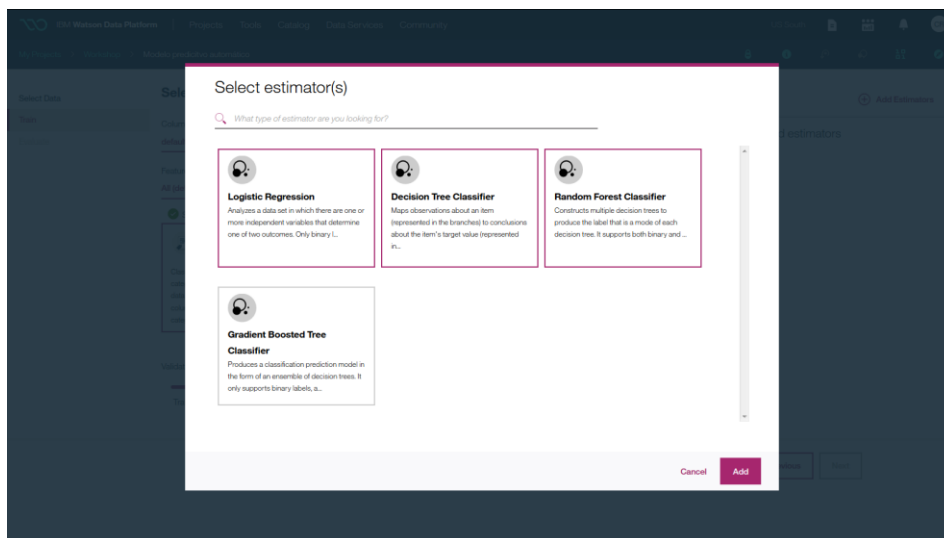 IBM Watson Data Platform
Projects Tools Catalog Data Services Community
Select Data
Add Estimators
Select estimator(s)
What type of estimator are you looking for?
Logistic Regression
Analyzes a data set in which there are one or
more independent variables that determine
one of two outcomes. Only binary l...
Decision Tree Classifier
Maps observations about an item
(represented in the branches) to conclusions
about the item's target value (represented
in...
Random Forest Classifier
Constructs multiple decision trees to
produce the label that is a mode of each
decision tree. It supports both binary and ...
Gradient Boosted Tree
Classifier
Produces a classification prediction model in
the form of an ensemble of decision trees. It
only supports binary labels, a...
Cancel
Add